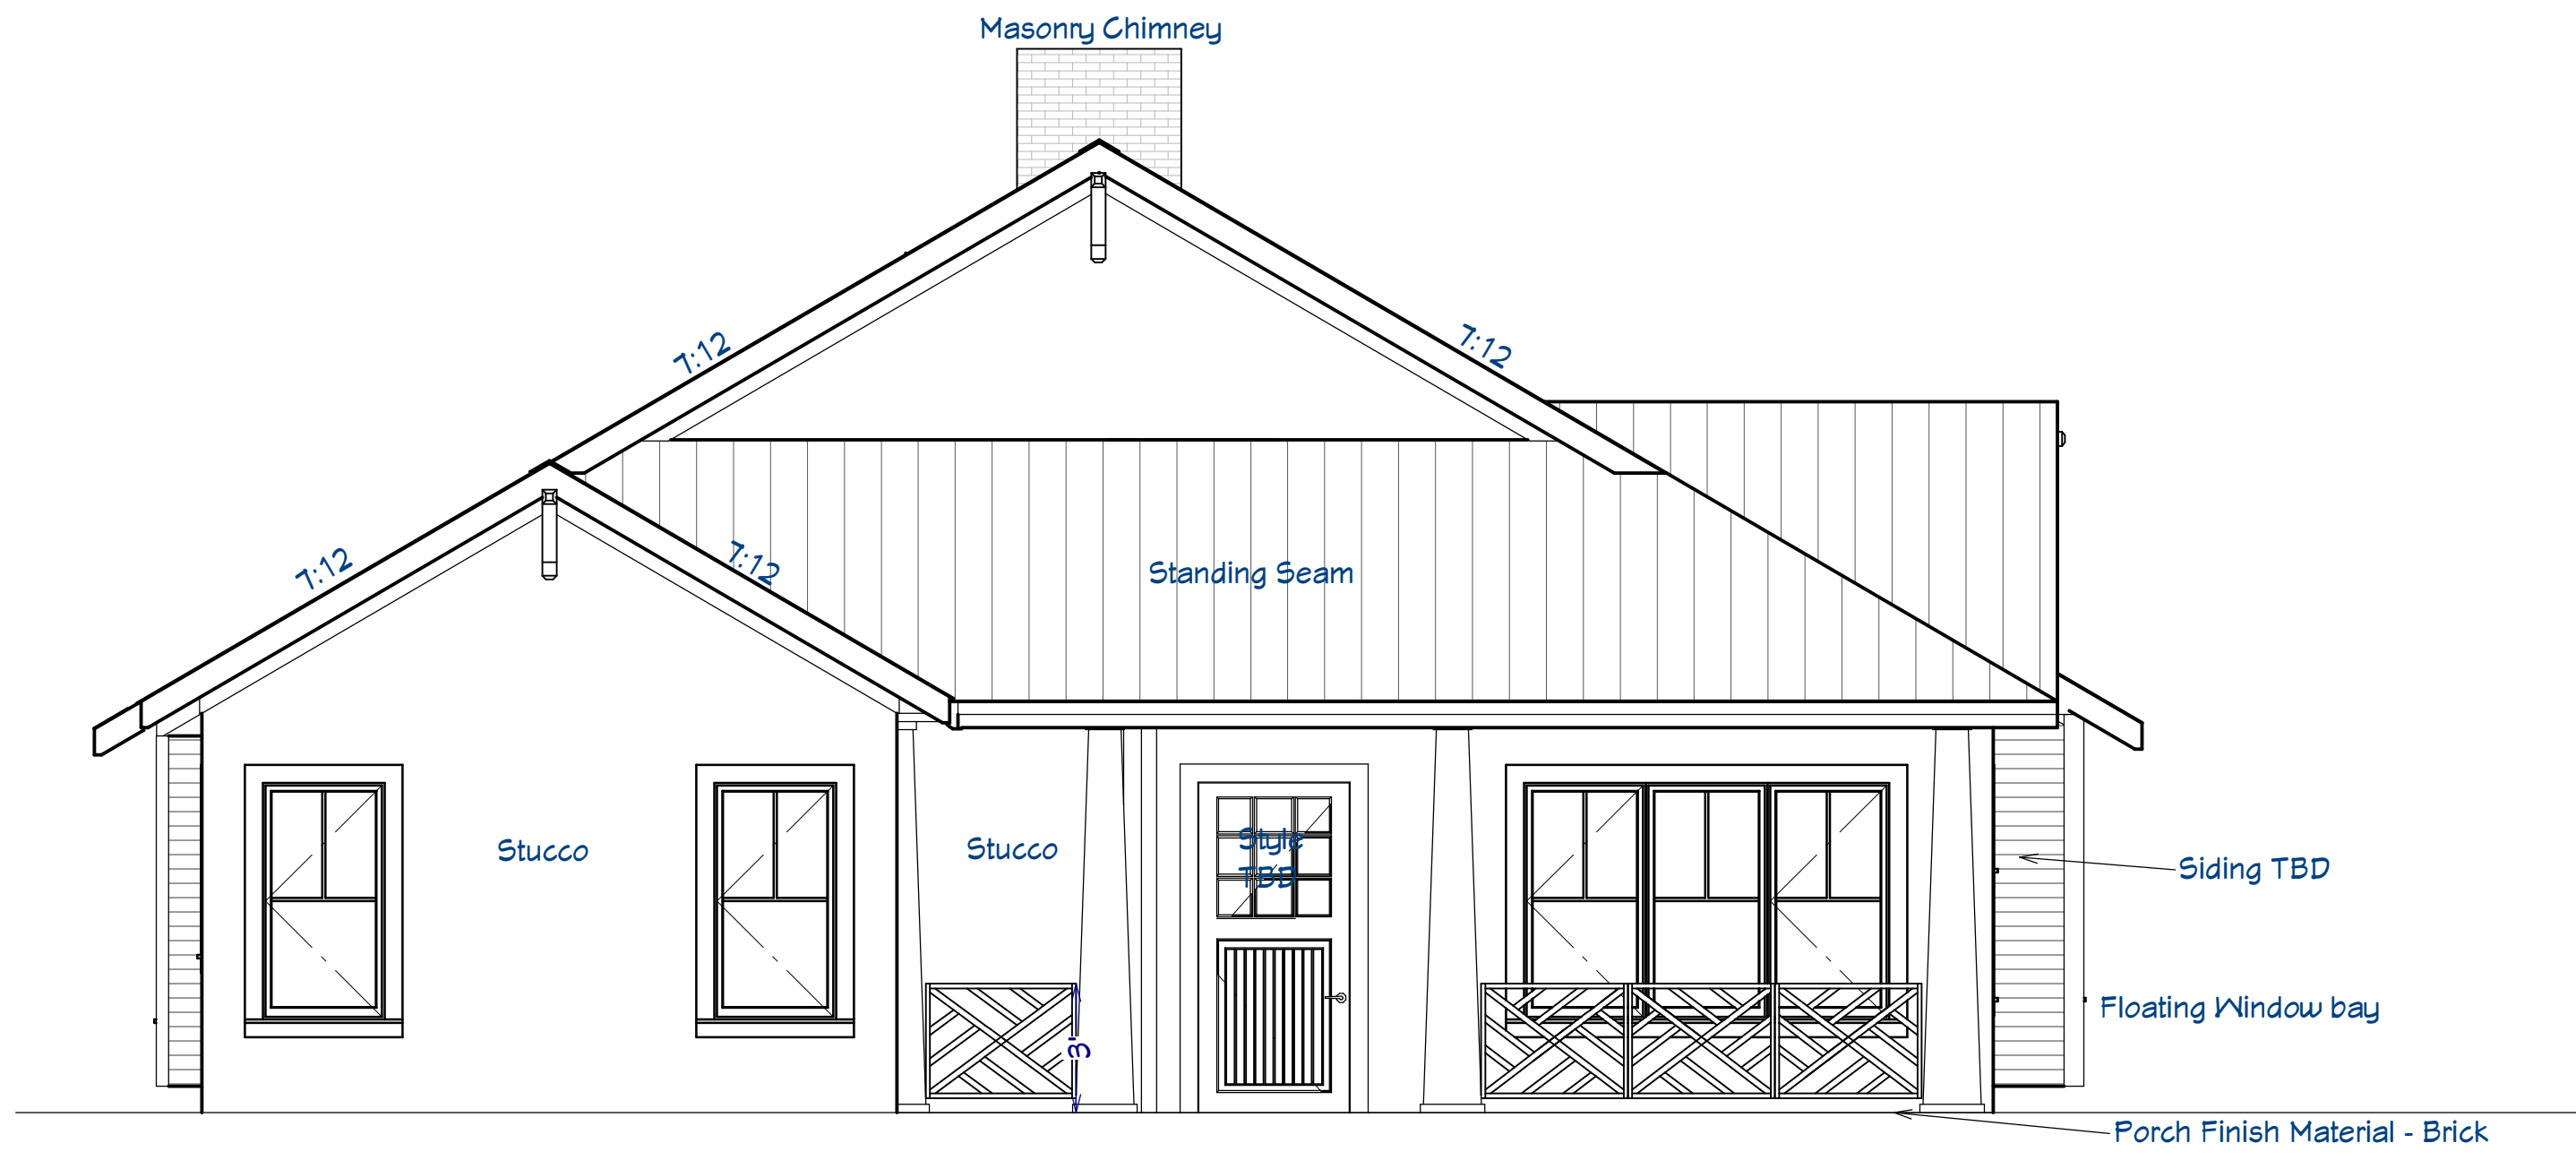 Masonry Chimney
7:12
7:12
7:12
7:12
Standing Seam
Stucco
Stucco
Style
TBD
Siding TBD
Floating Window bay
3'
Porch Finish Material - Brick